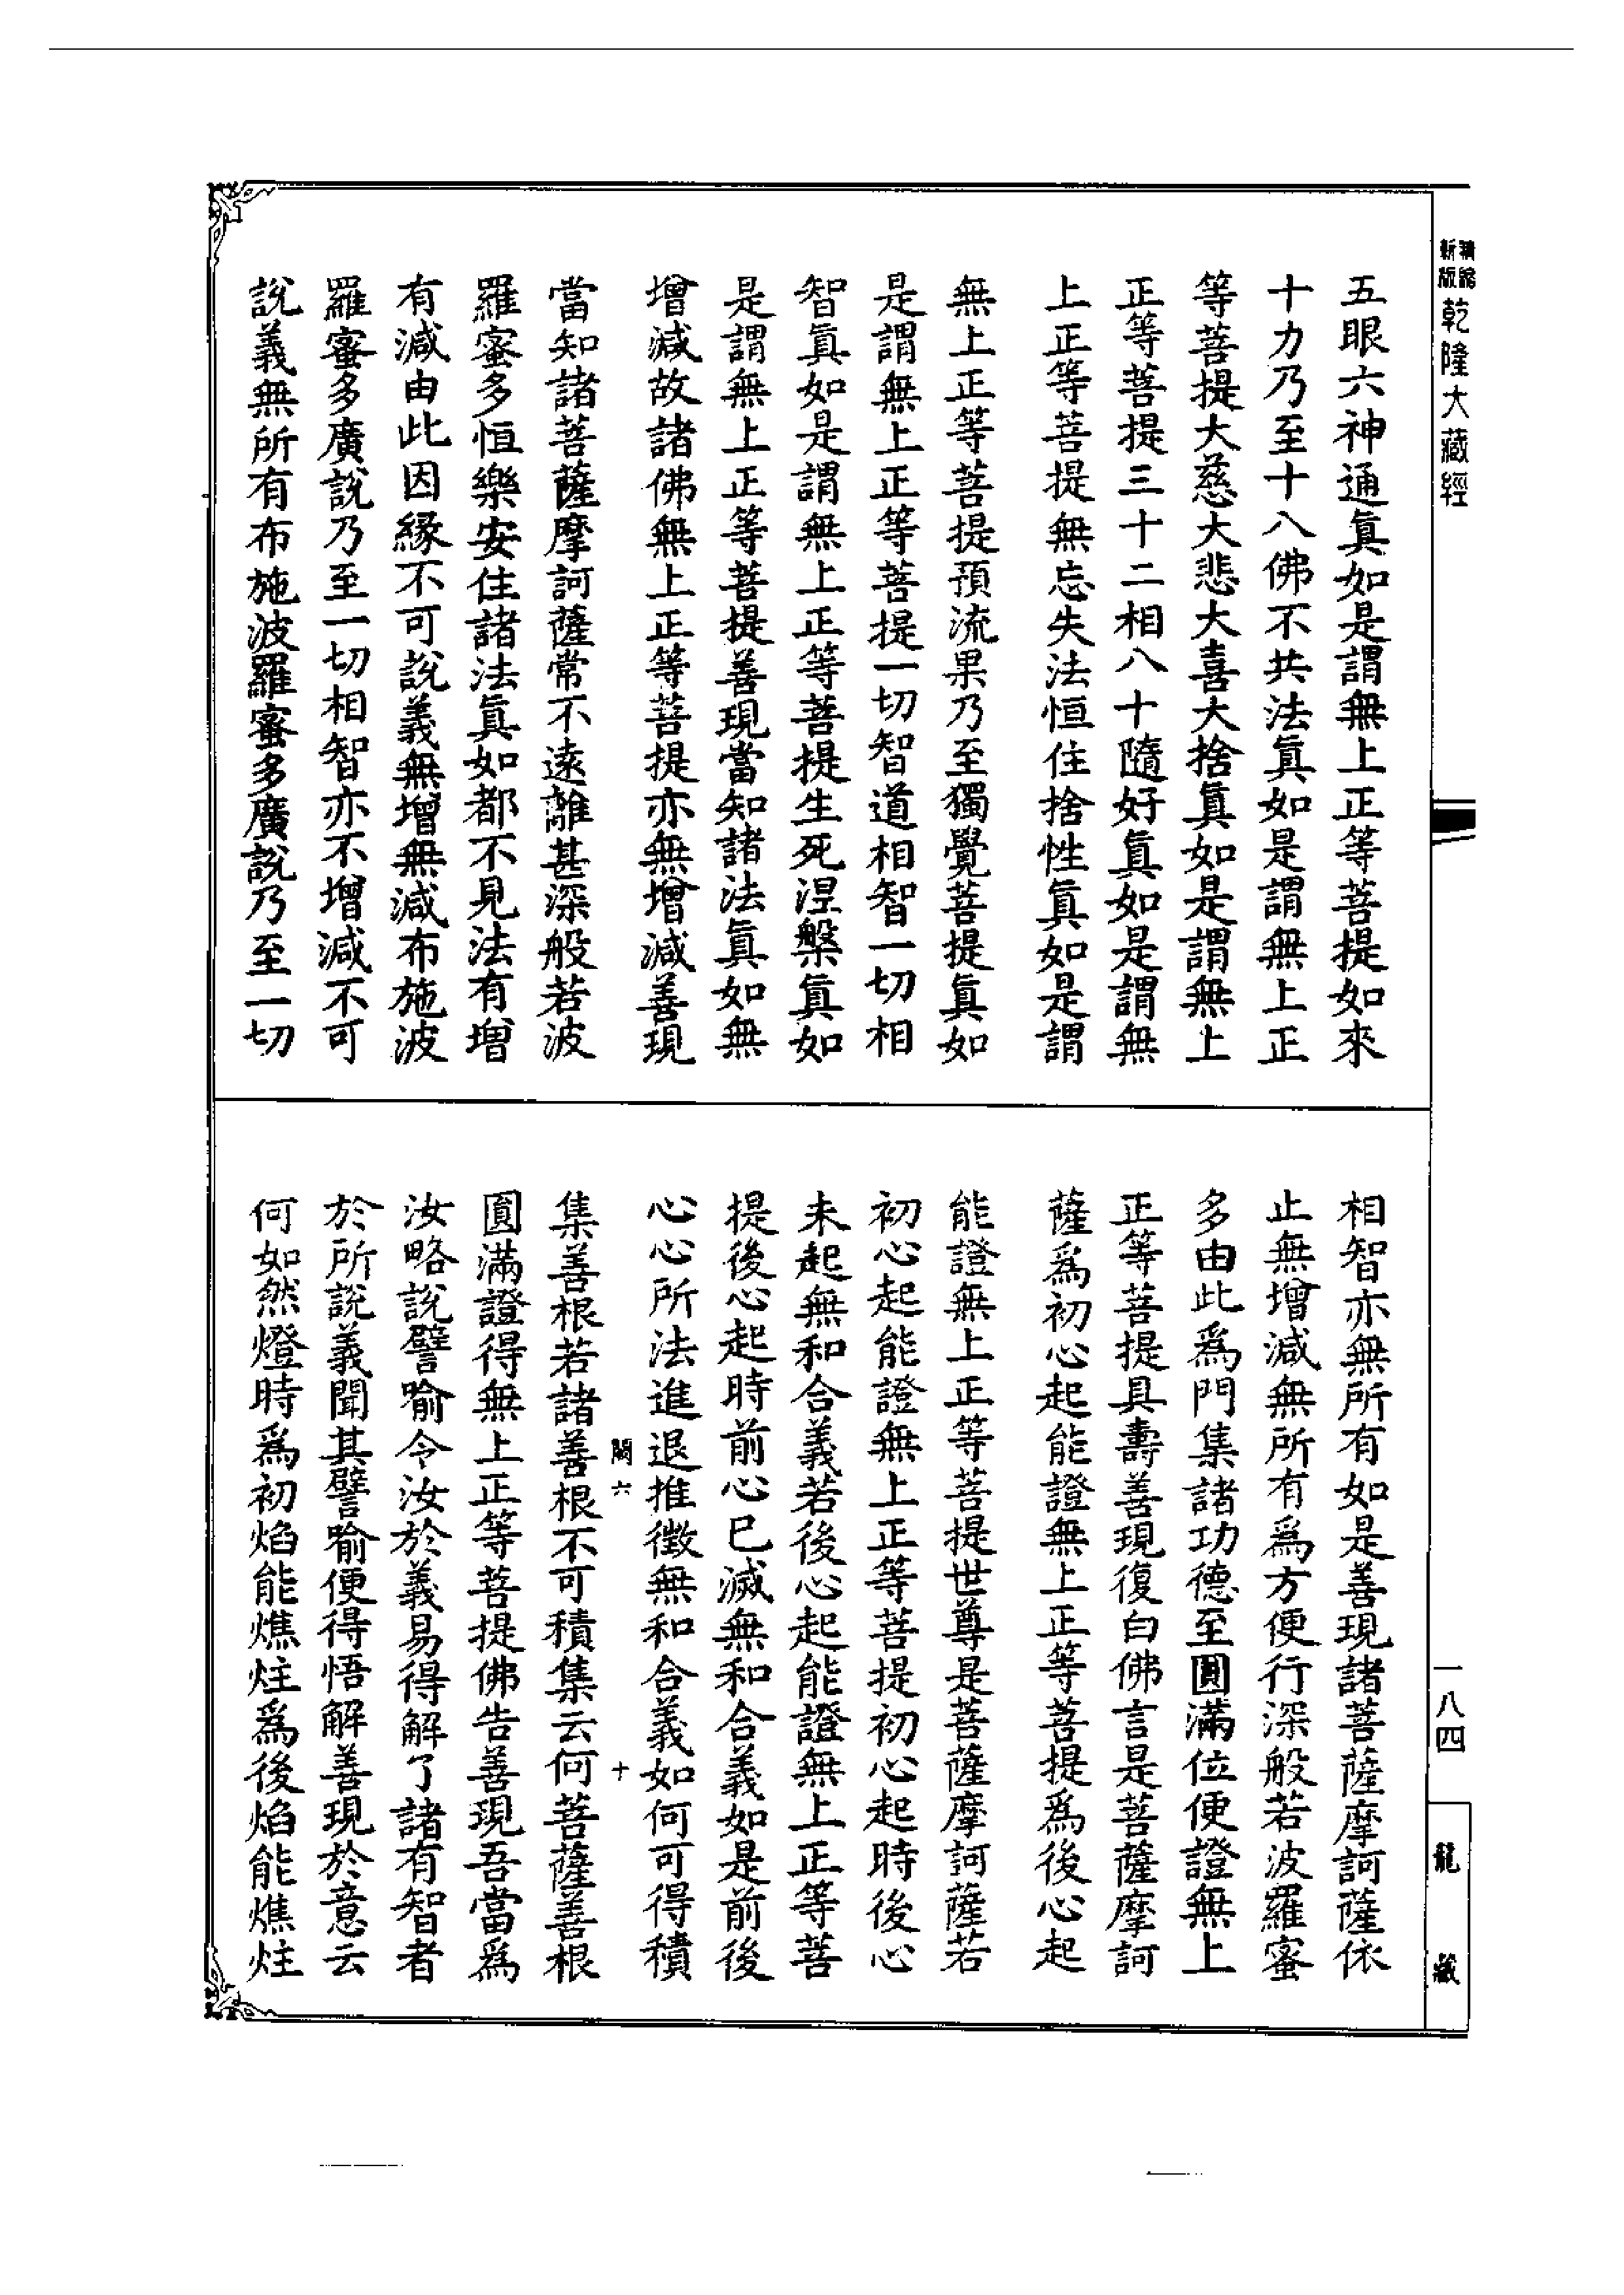 新編縮版
乾隆大藏經
五眼六神通眞如是謂無上正等菩提如來
十力乃至十八佛不共法眞如是謂無上正
等菩提大慈大悲大喜大捨眞如是謂無上
正等菩提三十二相八十隨好眞如是謂無
上正等菩提無忘失法恒住捨性眞如是謂
無上正等菩提預流果乃至獨覺菩提眞如
是謂無上正等菩提一切智道相智一切相
智眞如是謂無上正等菩提生死涅槃眞如
是謂無上正等菩提善現當知諸法眞如無
增減故諸佛無上正等菩提亦無增減善現
當知諸菩薩摩訶薩常不遠離甚深般若波
羅蜜多恒樂安住諸法眞如都不見法有增
有減由此因緣不可說義無增無減布施波
羅蜜多廣說乃至一切相智亦不增減不可
說義無所有布施波羅蜜多廣說乃至一切
相智亦無所有如是善現諸菩薩摩訶薩依
止無增減無所有爲方便行深般若波羅蜜
多由此爲門集諸功德至圓滿位便證無上
正等菩提具壽善現復白佛言是菩薩摩訶
薩爲初心起能證無上正等菩提爲後心起
能證無上正等菩提世尊是菩薩摩訶薩若
初心起能證無上正等菩提初心起時後心
未起無和合義若後心起能證無上正等菩
提後心起時前心已滅無和合義如是前後
心心所法進退推徵無和合義如何可得積
闕六 十
集善根若諸善根不可積集云何菩薩善根
圓滿證得無上正等菩提佛告善現吾當爲
汝略說譬喻令汝於義易得解了諸有智者
於所說義聞其譬喻便得悟解善現於意云
何如然燈時爲初焰能燋炷爲後焰能燋炷
一八四
龍藏